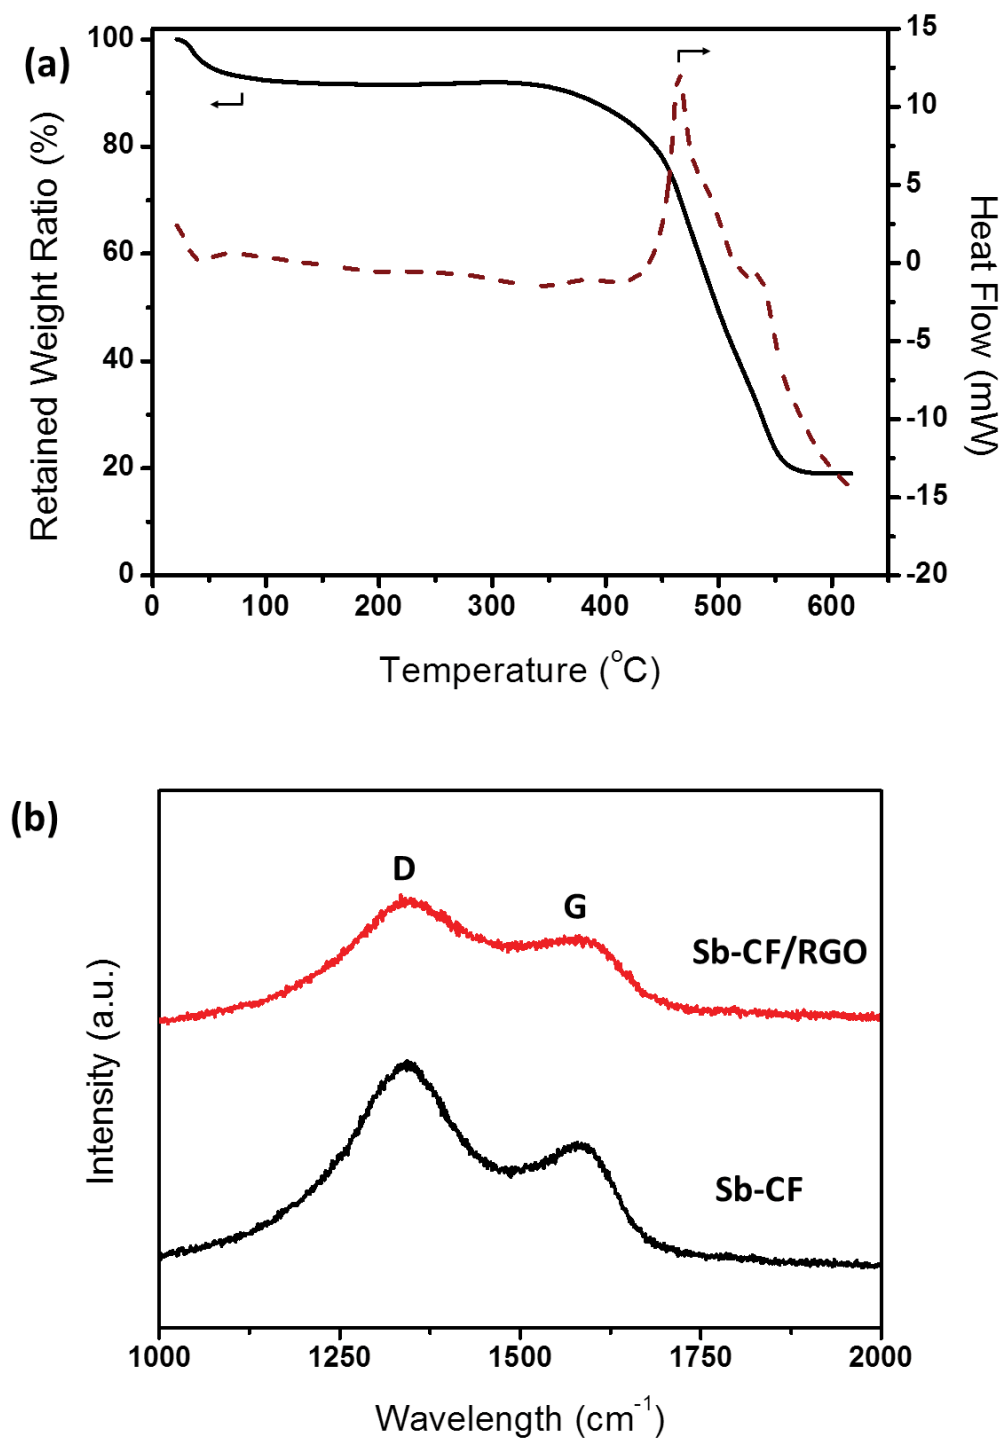 (a)
100
80
60
40
20
0
Retained Weight Ratio (%)
15
10
5
0
-5
-10
-15
-20
Heat Flow (mW)
0 100 200 300 400 500 600
Temperature (°C)
(b)
D
G
Sb-CF/RGO
Sb-CF
Intensity (a.u.)
1000 1250 1500 1750 2000
Wavelength (cm⁻¹)